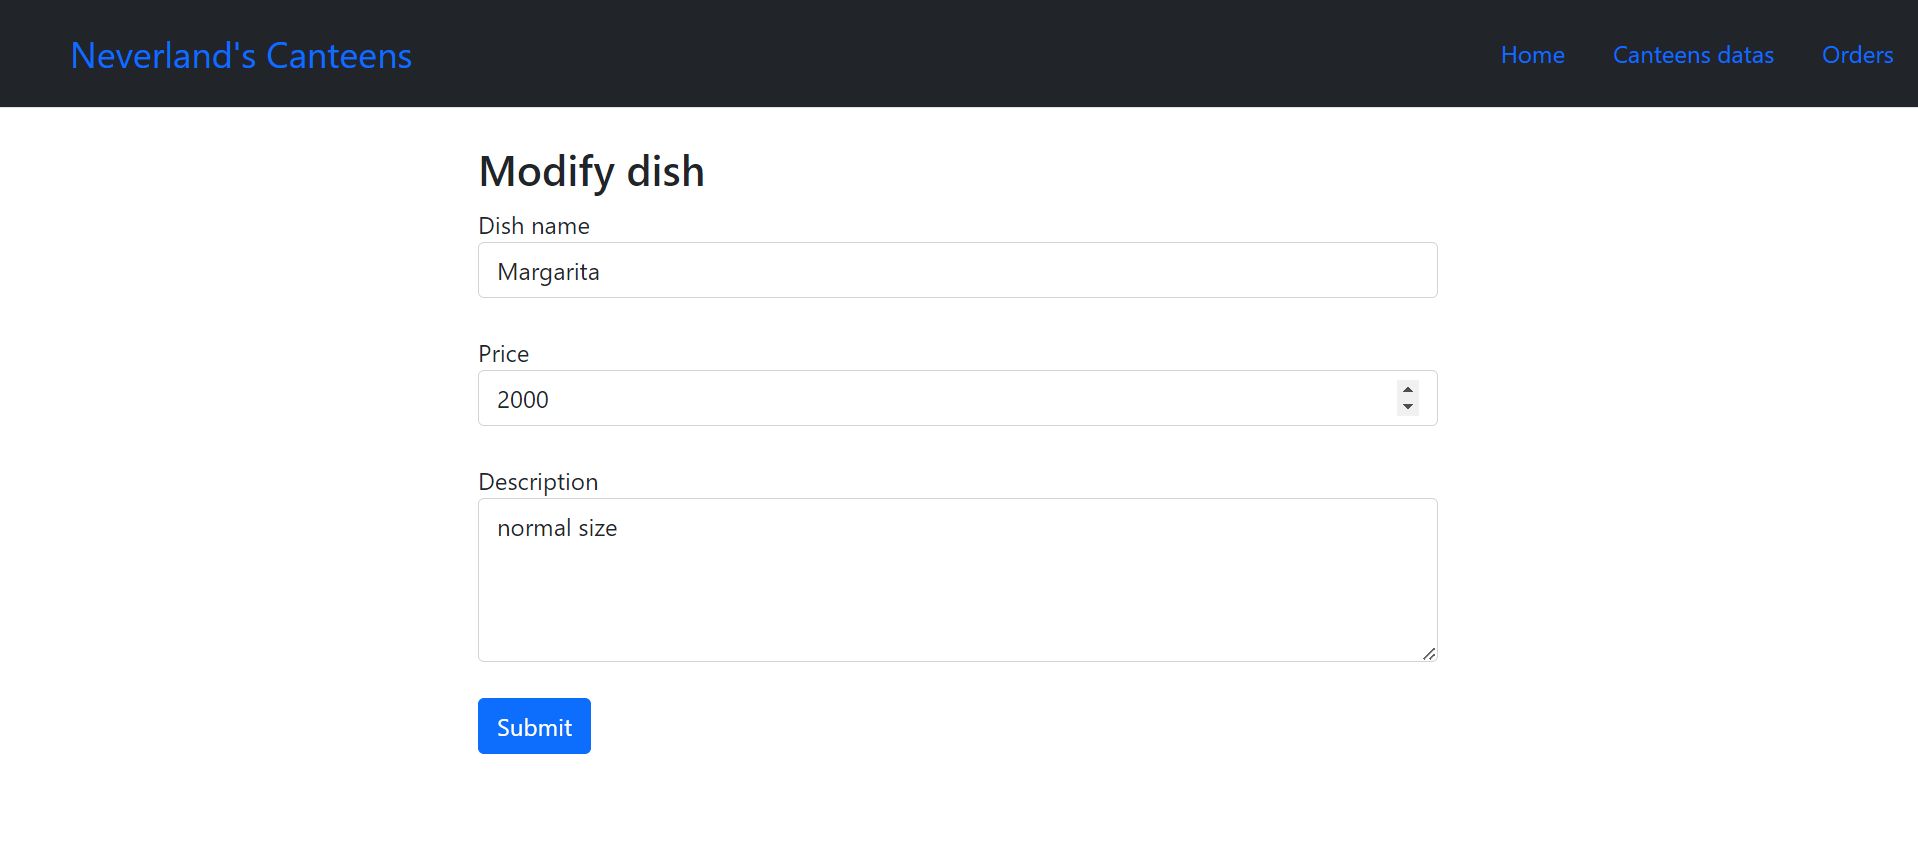 Neverland's Canteens
Home Canteens datas Orders
Modify dish
Dish name
Margarita
Price
2000
Description
normal size
Submit